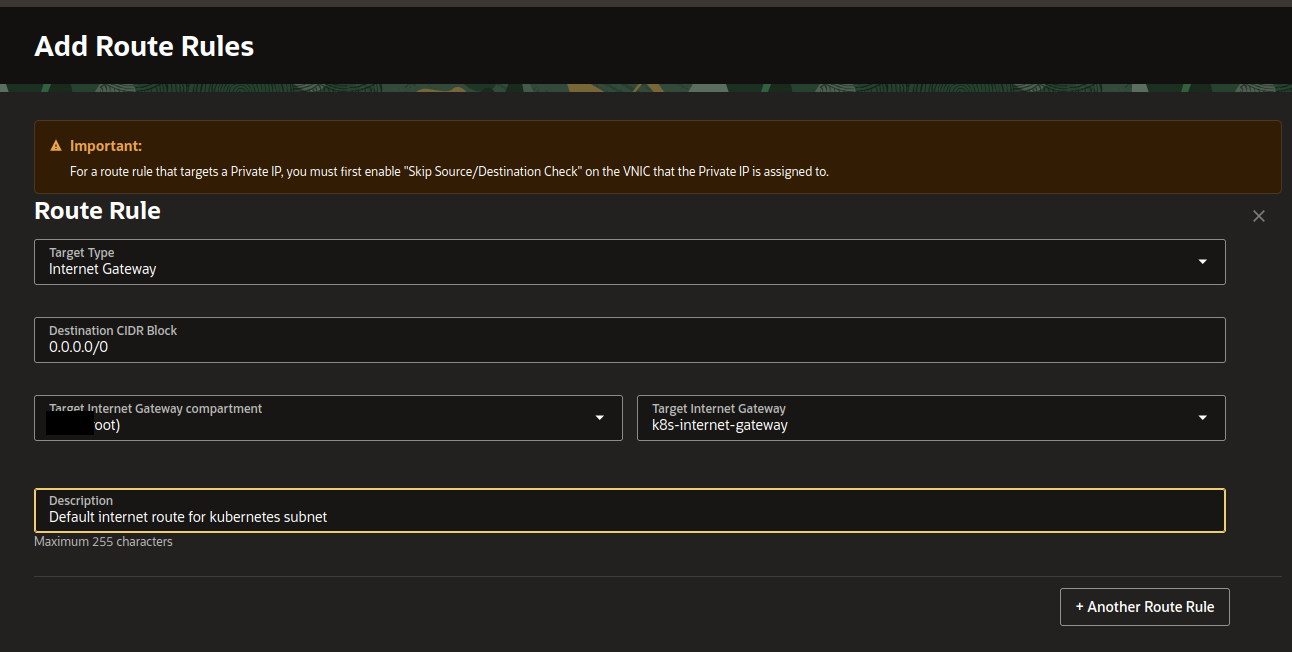 Add Route Rules
Important:
For a route rule that targets a Private IP, you must first enable "Skip Source/Destination Check" on the VNIC that the Private IP is assigned to.
Route Rule
Target Type
Internet Gateway
Destination CIDR Block
0.0.0.0/0
Target Internet Gateway compartment
oot)
Target Internet Gateway
k8s-internet-gateway
Description
Default internet route for kubernetes subnet
Maximum 255 characters
+ Another Route Rule